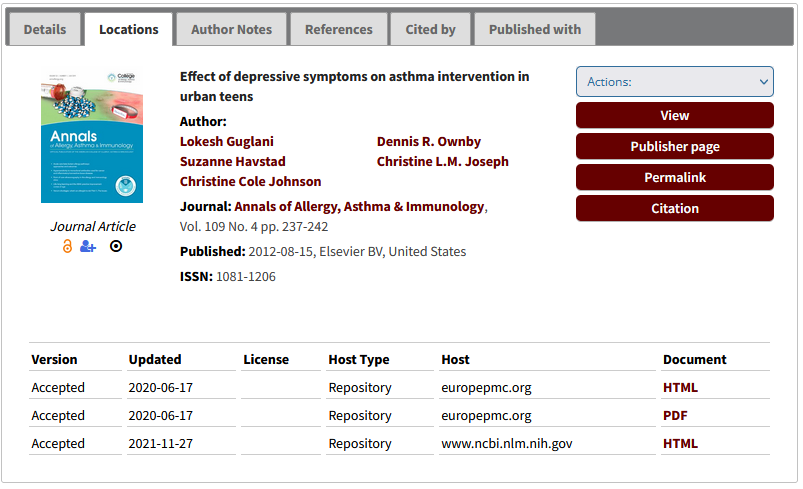 Details Locations Author Notes References Cited by Published with
College
Annals
of Allergy, Asthma & Immunology
Journal Article
Effect of depressive symptoms on asthma intervention in
urban teens
Author:
Lokesh Guglani Dennis R. Ownby
Suzanne Havstad Christine L.M. Joseph
Christine Cole Johnson
Journal: Annals of Allergy, Asthma & Immunology,
Vol. 109 No. 4 pp. 237-242
Published: 2012-08-15, Elsevier BV, United States
ISSN: 1081-1206
Actions:
View
Publisher page
Permalink
Citation
Version Updated License Host Type Host Document
Accepted 2020-06-17 Repository europepmc.org HTML
Accepted 2020-06-17 Repository europepmc.org PDF
Accepted 2021-11-27 Repository www.ncbi.nlm.nih.gov HTML